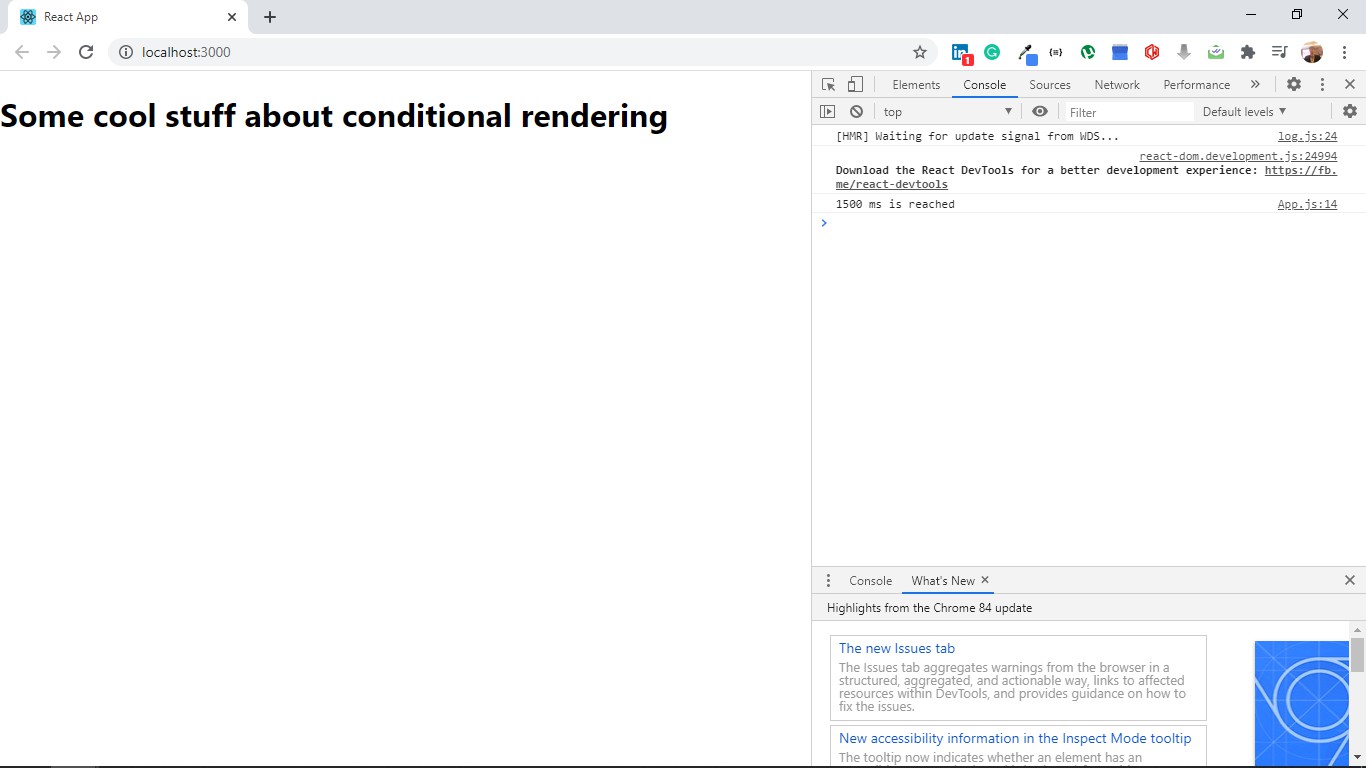 React App
localhost:3000
1
Some cool stuff about conditional rendering
Elements Console Sources Network Performance »
top Filter Default levels
[HMR] Waiting for update signal from WDS... log.js:24
react-dom.development.js:24994
Download the React DevTools for a better development experience: https://fb.
me/react-devtools
1500 ms is reached App.js:14
Console What's New
Highlights from the Chrome 84 update
The new Issues tab
The Issues tab aggregates warnings from the browser in a
structured, aggregated, and actionable way, links to affected
resources within DevTools, and provides guidance on how to
fix the issues.
New accessibility information in the Inspect Mode tooltip
The tooltip now indicates whether an element has an